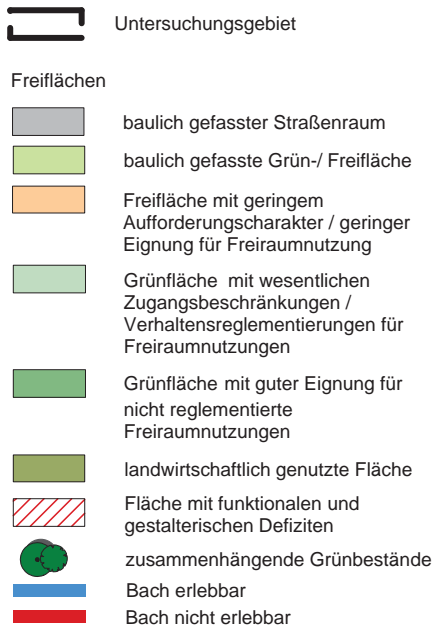 Untersuchungsgebiet
Freiflächen
baulich gefasster Straßenraum
baulich gefasste Grün-/ Freifläche
Freifläche mit geringem
Aufforderungscharakter / geringer
Eignung für Freiraumnutzung
Grünfläche mit wesentlichen
Zugangsbeschränkungen /
Verhaltensreglementierungen für
Freiraumnutzungen
Grünfläche mit guter Eignung für
nicht reglementierte
Freiraumnutzungen
landwirtschaftlich genutzte Fläche
Fläche mit funktionalen und
gestalterischen Defiziten
zusammenhängende Grünbestände
Bach erlebbar
Bach nicht erlebbar